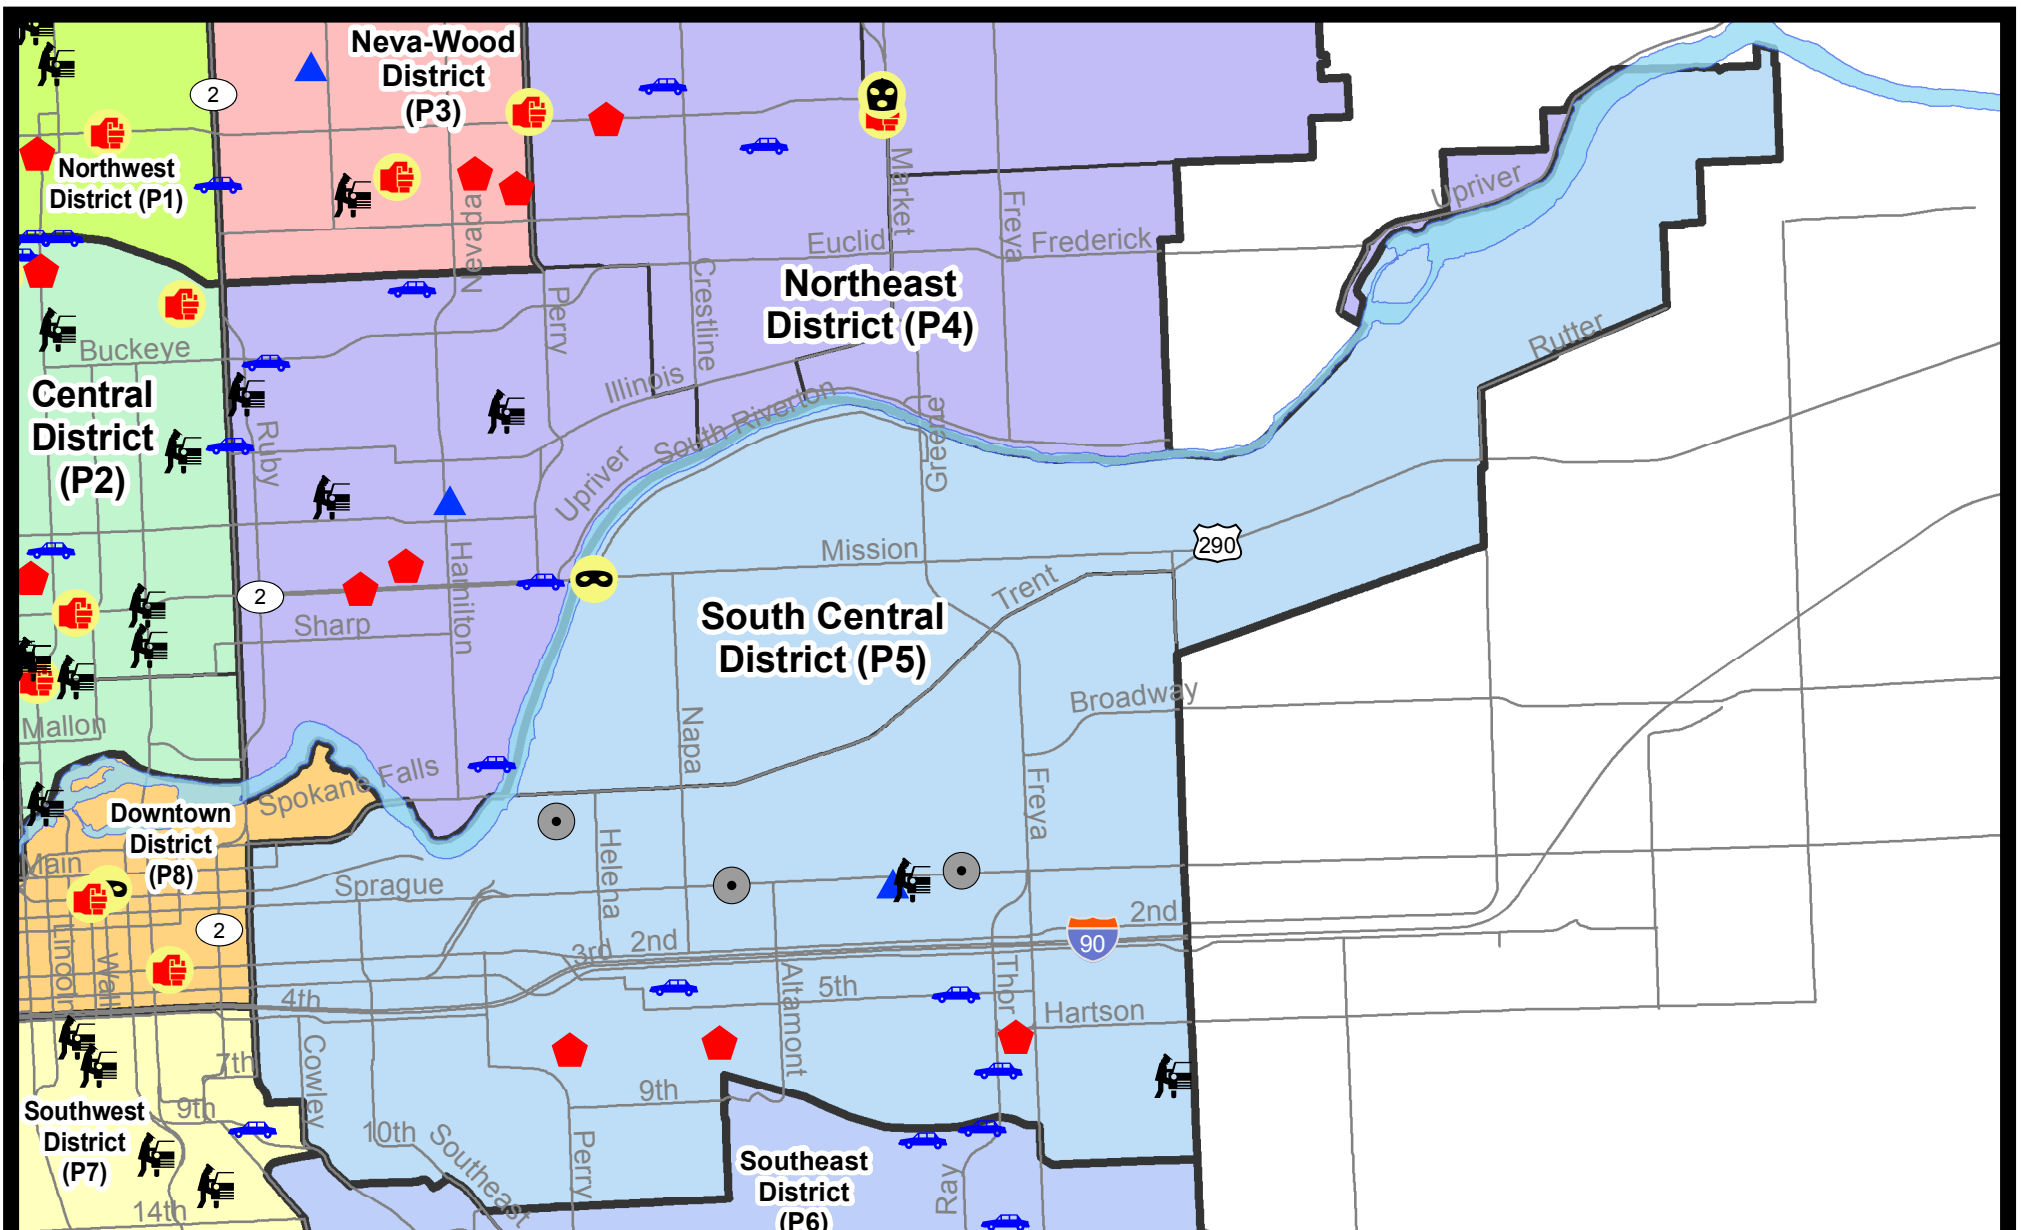 Neva-Wood
District
(P3)
2
Northwest
District (P1)
Nevada
Market
Freya
Upriver
Euclid
Frederick
Northeast
District (P4)
Perry
Crestline
Buckeye
Illinois
Rutter
Central
District
(P2)
Ruby
South Riverton
Greene
Upriver
Mission
290
Hamilton
2
Sharp
Trent
South Central
District (P5)
Broadway
Mallon
Napa
Spokane Falls
Freya
Downtown
District
(P8)
Main
Helena
Sprague
2
Lincoln
Wall
3rd
2nd
2nd
90
4th
Altamont
5th
Thor
Hartson
7th
Cowley
9th
Southwest
District
(P7)
9th
10th
Southeast
Perry
Southeast
District
(P6)
Ray
14th